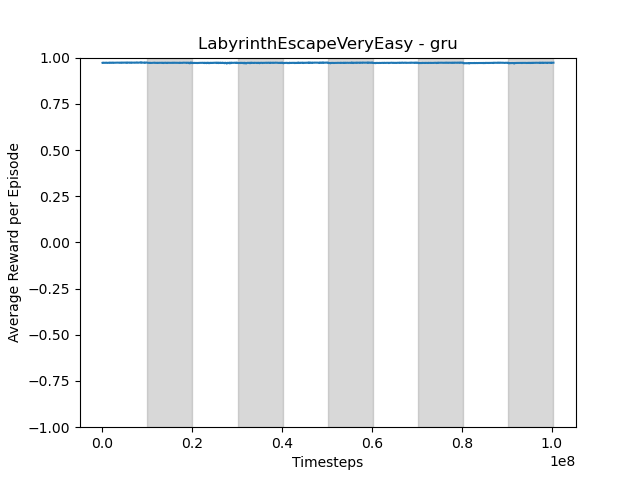 LabyrinthEscapeVeryEasy - gru
1.00
0.75
0.50
0.25
0.00
−0.25
−0.50
−0.75
−1.00
Average Reward per Episode
0.0 0.2 0.4 0.6 0.8 1.0
1e8
Timesteps